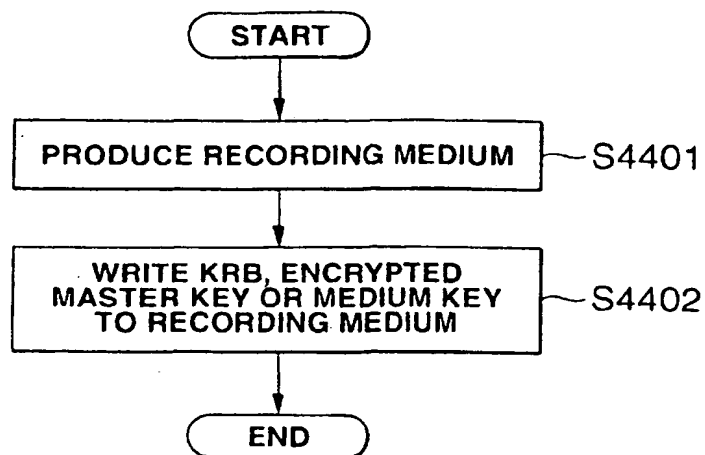 START
PRODUCE RECORDING MEDIUM
S4401
WRITE KRB, ENCRYPTED
MASTER KEY OR MEDIUM KEY
TO RECORDING MEDIUM
S4402
END